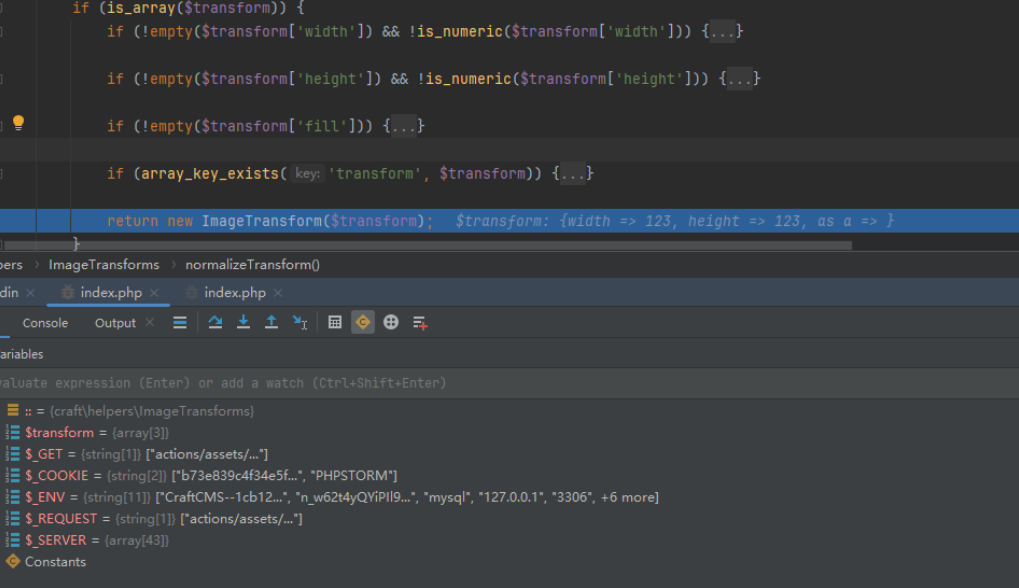 if (is_array($transform)) {
if (!empty($transform['width']) && !is_numeric($transform['width'])) {...}
if (!empty($transform['height']) && !is_numeric($transform['height'])) {...}
if (!empty($transform['fill'])) {...}
if (array_key_exists( key: 'transform', $transform)) {...}
return new ImageTransform($transform); $transform: {width => 123, height => 123, as a => }
}
pers > ImageTransforms > normalizeTransform()
din × index.php × index.php ×
Console Output ×
ariables
valuate expression (Enter) or add a watch (Ctrl+Shift+Enter)
:: = {craft\helpers\ImageTransforms}
$transform = {array[3]}
$_GET = {string[1]} ["actions/assets/..."]
$_COOKIE = {string[2]} ["b73e839c4f34e5f...", "PHPSTORM"]
$_ENV = {string[11]} ["CraftCMS--1cb12...", "n_w62t4yQYiPIl9...", "mysql", "127.0.0.1", "3306", +6 more]
$_REQUEST = {string[1]} ["actions/assets/..."]
$_SERVER = {array[43]}
Constants